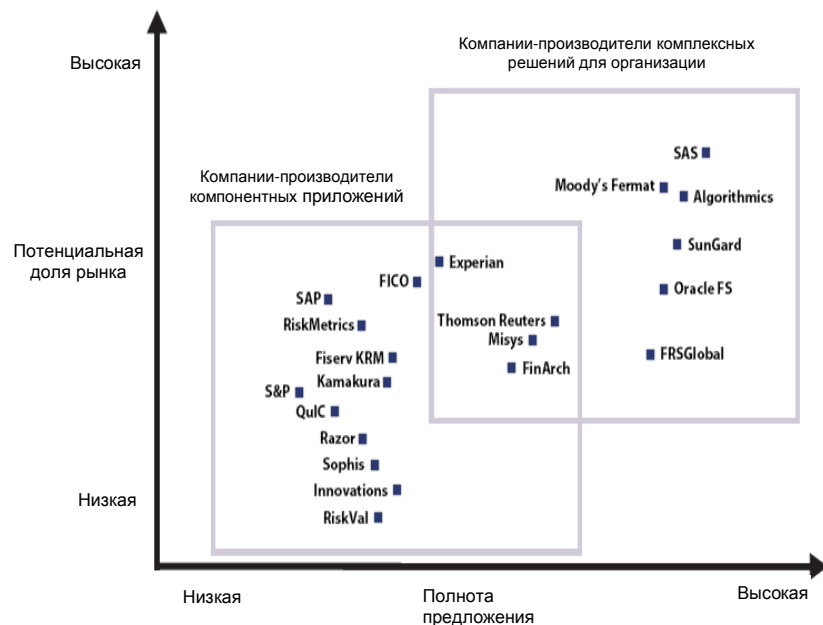 Компании-производители комплексных
решений для организации
Высокая
SAS
Moody's Fermat
Algorithmics
Компании-производители
компонентных приложений
SunGard
Потенциальная
доля рынка
Experian
FICO
Oracle FS
SAP
Thomson Reuters
RiskMetrics
Misys
Fiserv KRM
FRSGlobal
FinArch
Kamakura
S&P
QuIC
Razor
Sophis
Innovations
Низкая
RiskVal
Низкая
Полнота
предложения
Высокая